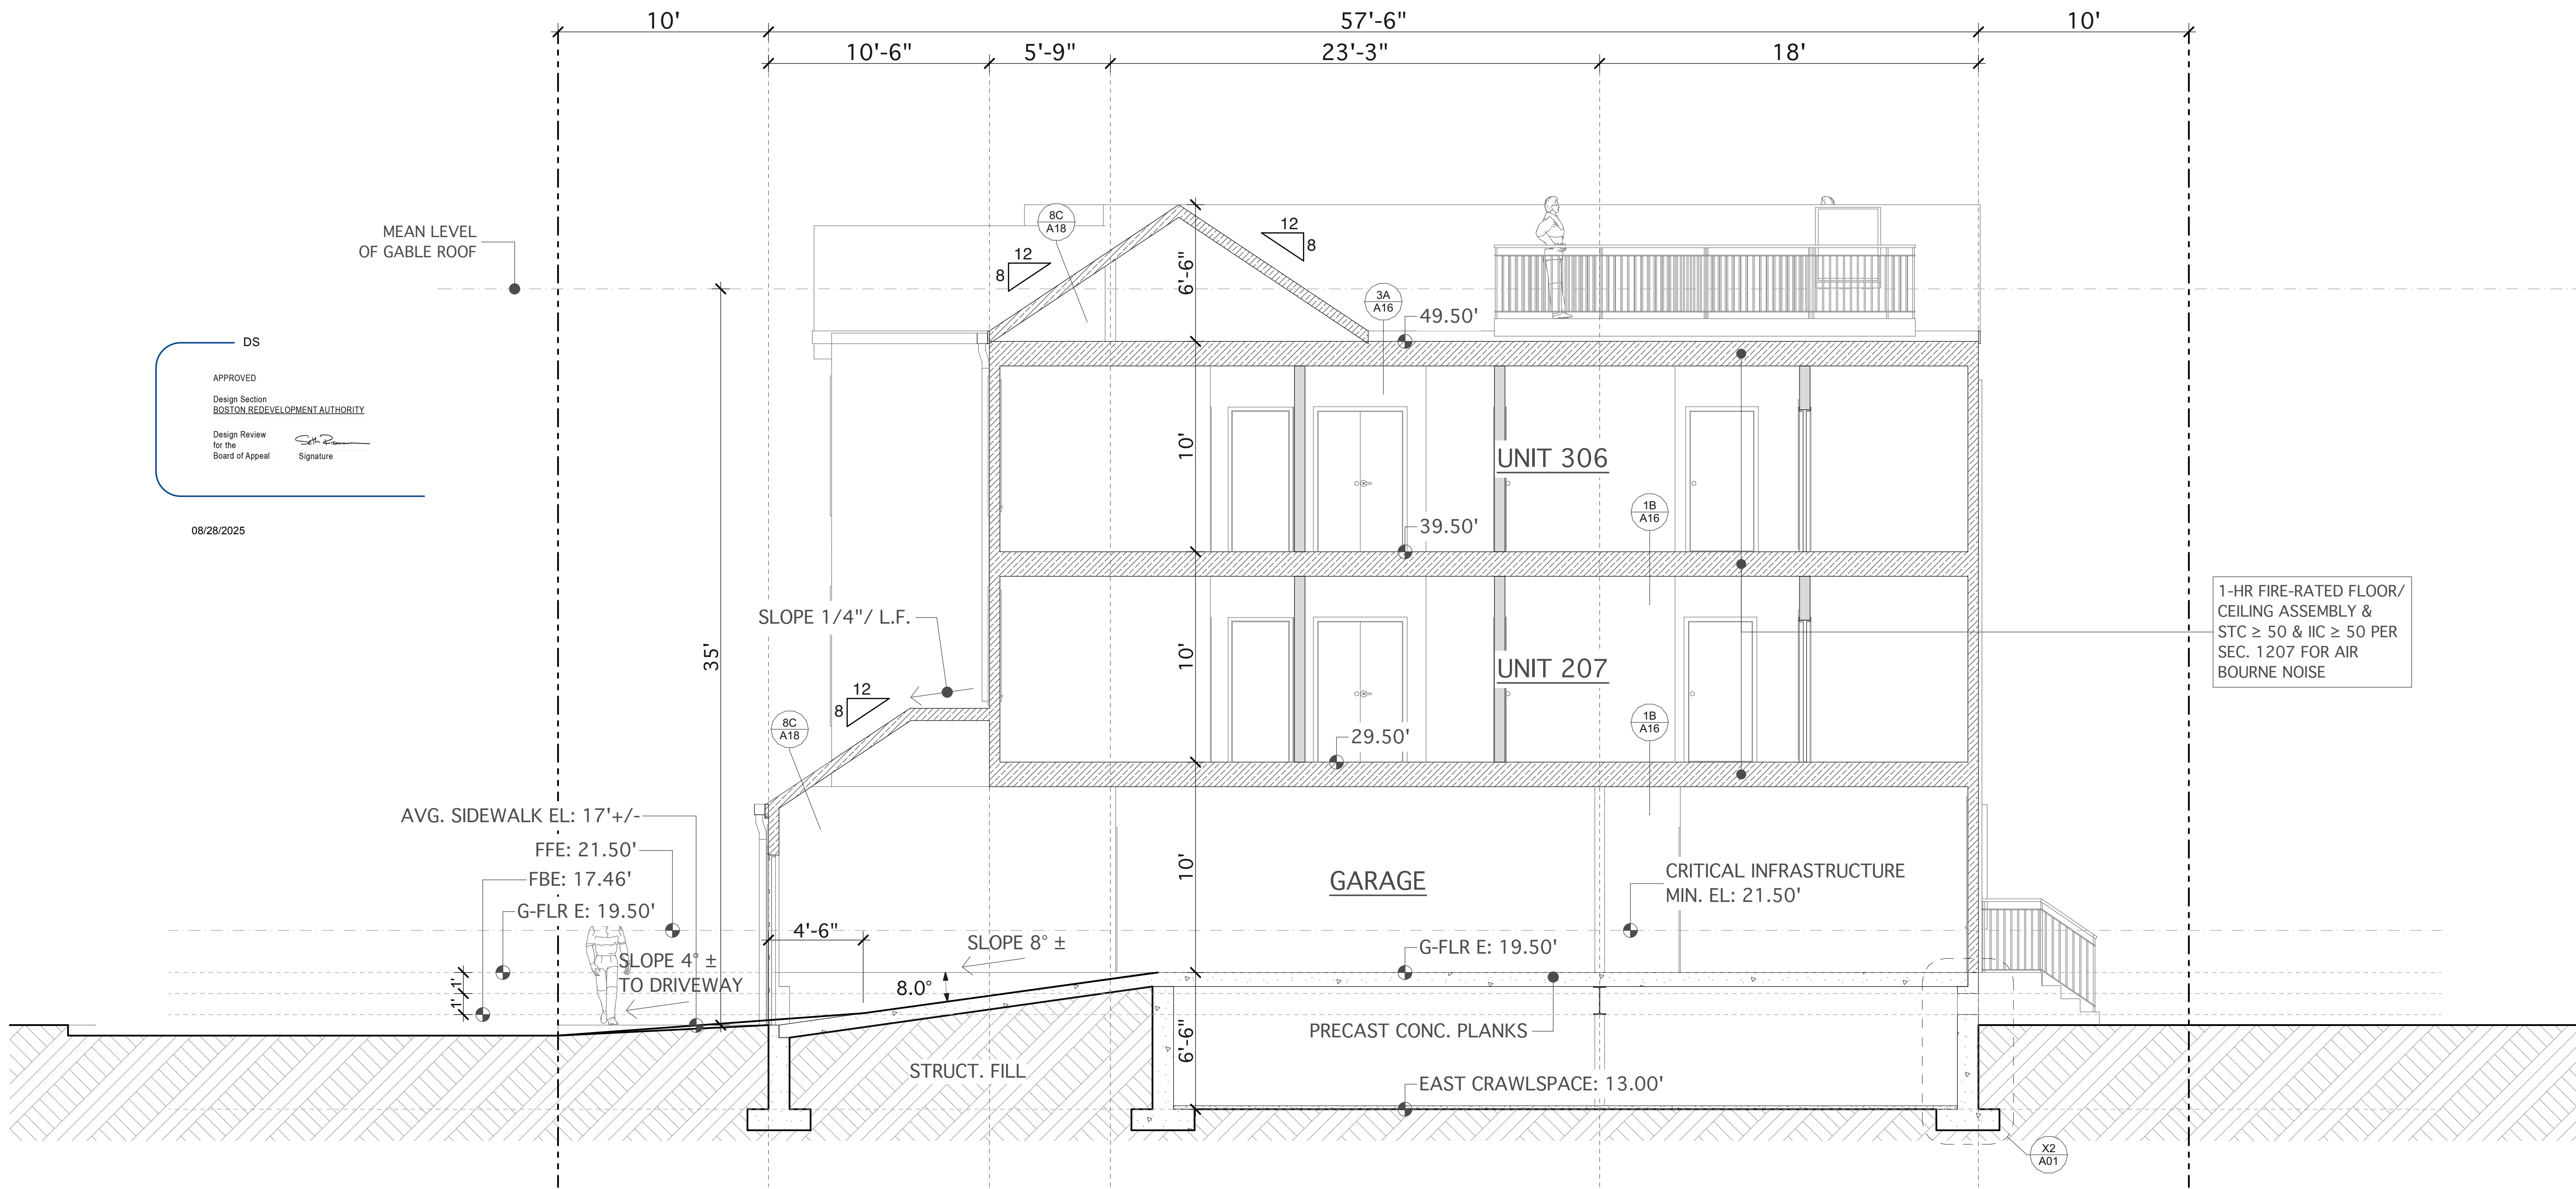 10'
57'-6"
10'
10'-6"
5'-9"
23'-3"
18'
MEAN LEVEL
OF GABLE ROOF
8C
A18
12
8
12
8
6'-6"
3A
A16
49.50'
DS
APPROVED
Design Section
BOSTON REDEVELOPMENT AUTHORITY
Design Review
for the
Board of Appeal
Signature
08/28/2025
10'
UNIT 306
1B
A16
39.50'
SLOPE 1/4"/ L.F.
35'
10'
UNIT 207
1-HR FIRE-RATED FLOOR/
CEILING ASSEMBLY &
STC ≥ 50 & IIC ≥ 50 PER
SEC. 1207 FOR AIR
BOURNE NOISE
12
8
8C
A18
1B
A16
29.50'
AVG. SIDEWALK EL: 17'+/-
FFE: 21.50'
FBE: 17.46'
G-FLR E: 19.50'
10'
GARAGE
CRITICAL INFRASTRUCTURE
MIN. EL: 21.50'
4'-6"
SLOPE 8° ±
G-FLR E: 19.50'
SLOPE 4° ±
TO DRIVEWAY
1'
1'
8.0°
PRECAST CONC. PLANKS
6'-6"
STRUCT. FILL
EAST CRAWLSPACE: 13.00'
X2
A01